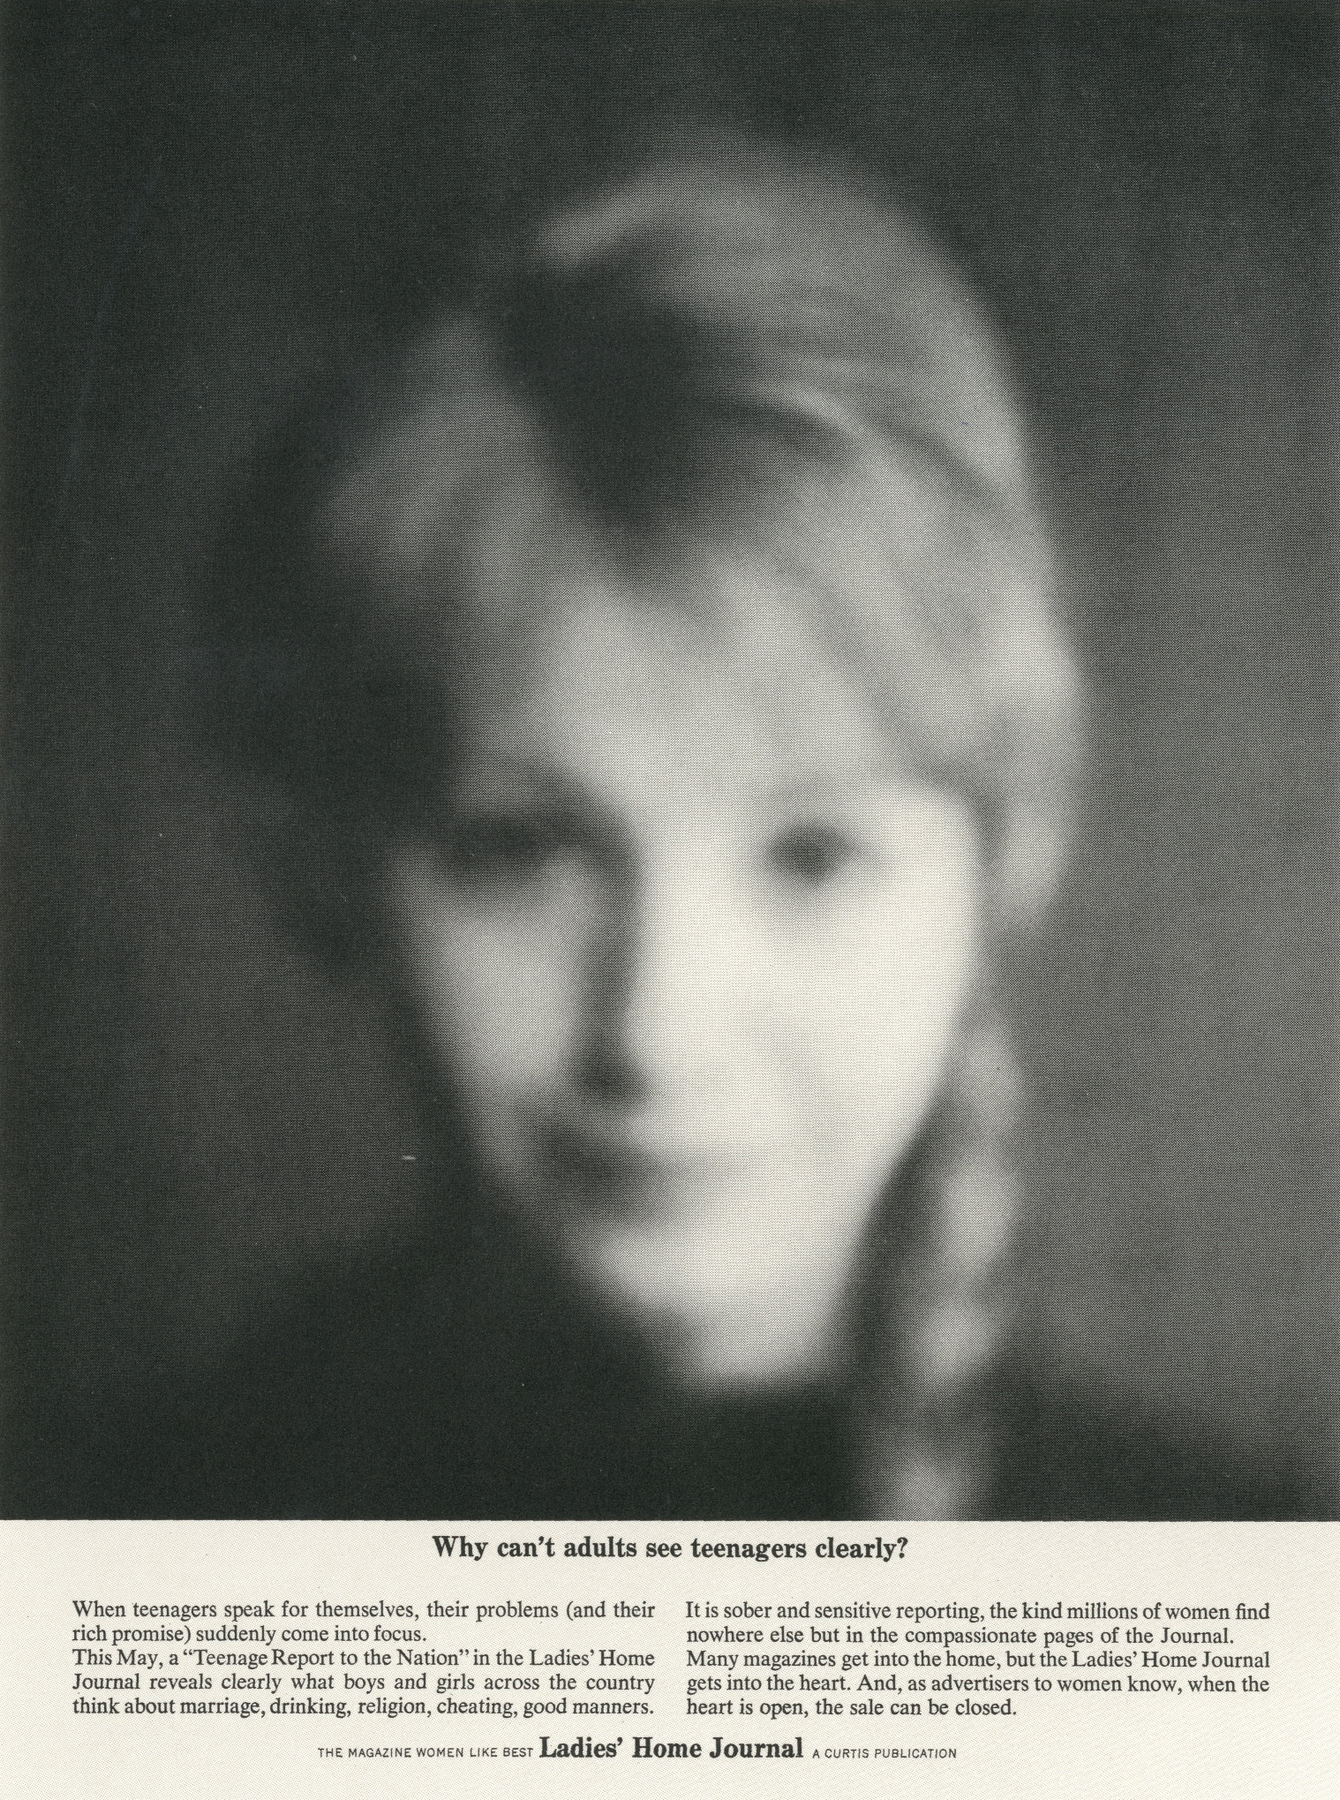 Why can't adults see teenagers clearly?
When teenagers speak for themselves, their problems (and their
rich promise) suddenly come into focus.
This May, a “Teenage Report to the Nation” in the Ladies’ Home
Journal reveals clearly what boys and girls across the country
think about marriage, drinking, religion, cheating, good manners.
It is sober and sensitive reporting, the kind millions of women find
nowhere else but in the compassionate pages of the Journal.
Many magazines get into the home, but the Ladies’ Home Journal
gets into the heart. And, as advertisers to women know, when the
heart is open, the sale can be closed.
THE MAGAZINE WOMEN LIKE BEST Ladies’ Home Journal A CURTIS PUBLICATION